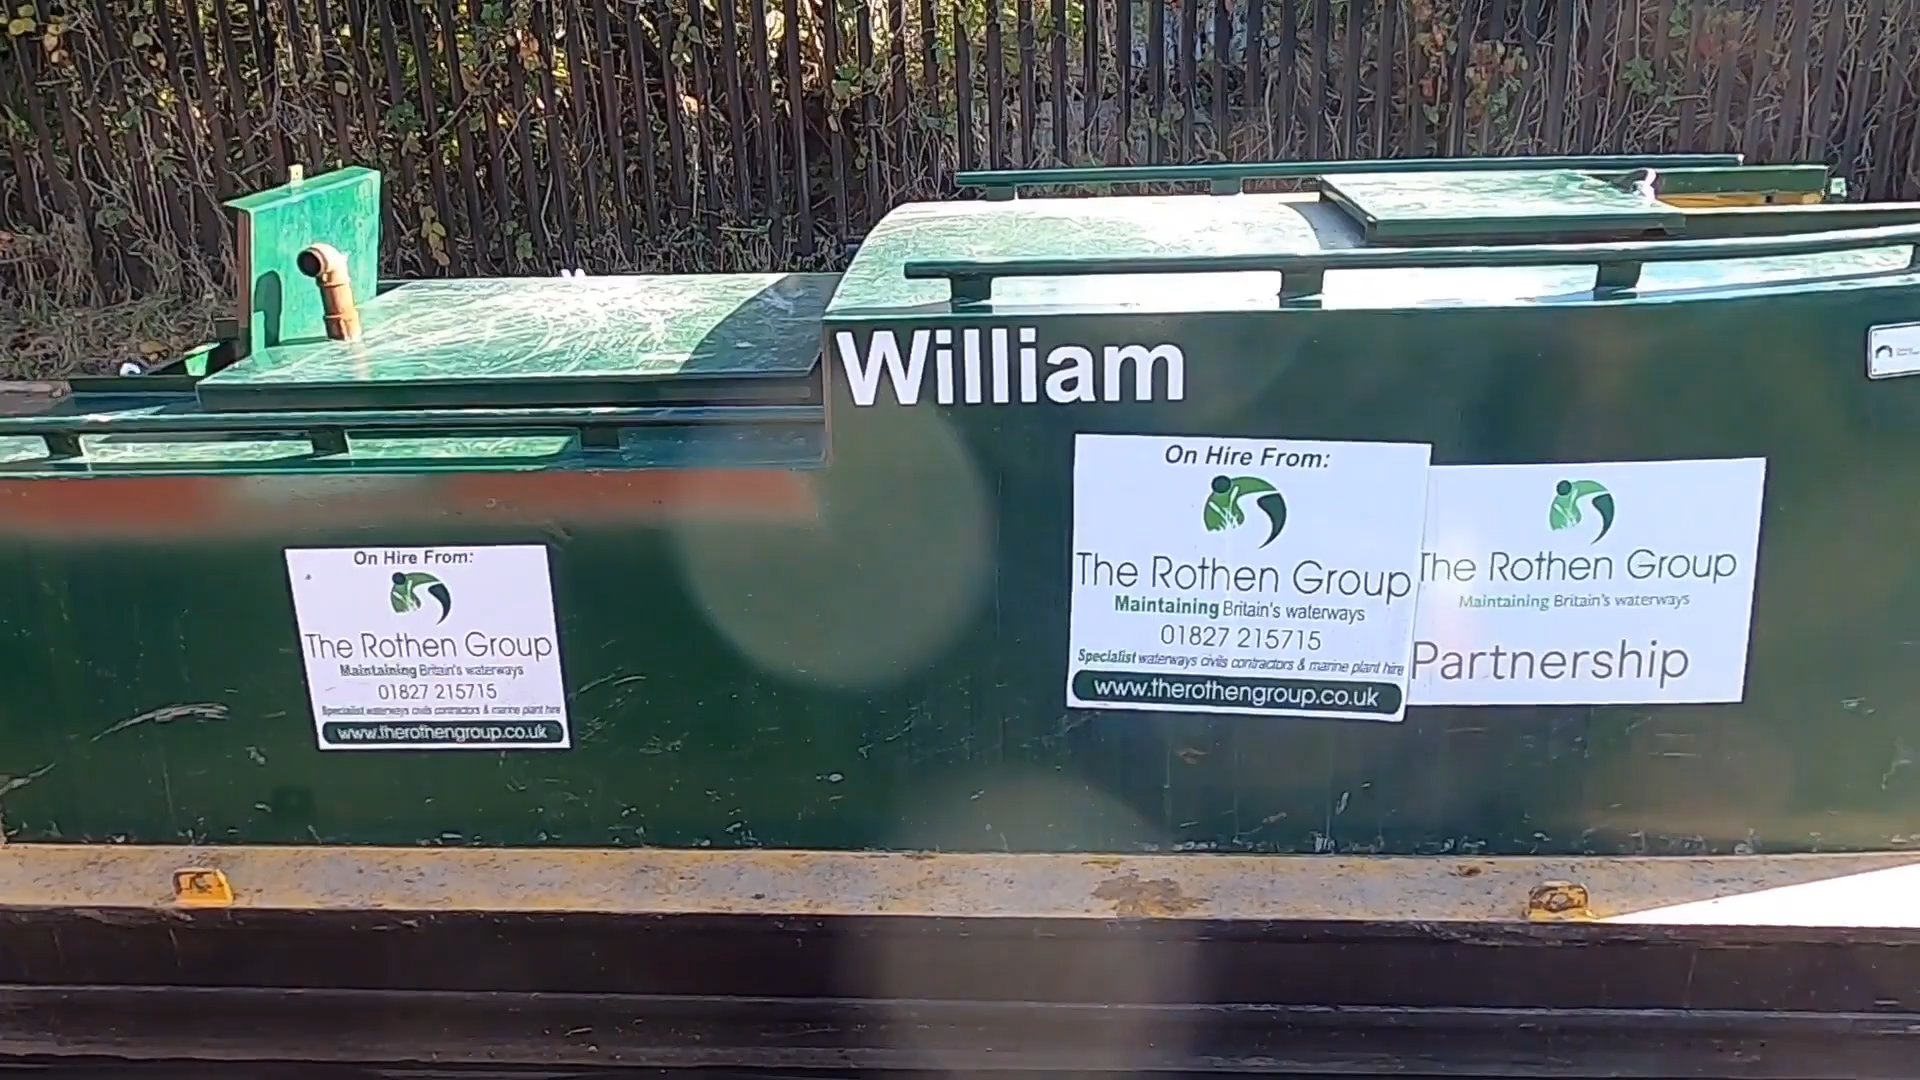 William
On Hire From:
The Rothen Group
Maintaining Britain's waterways
01827 215715
Specialist waterways civils contractors & marine plant hire
www.therothengroup.co.uk
On Hire From:
The Rothen Group
Maintaining Britain's waterways
01827 215715
Specialist waterways civils contractors & marine plant hire
www.therothengroup.co.uk
The Rothen Group
Maintaining Britain's waterways
Partnership